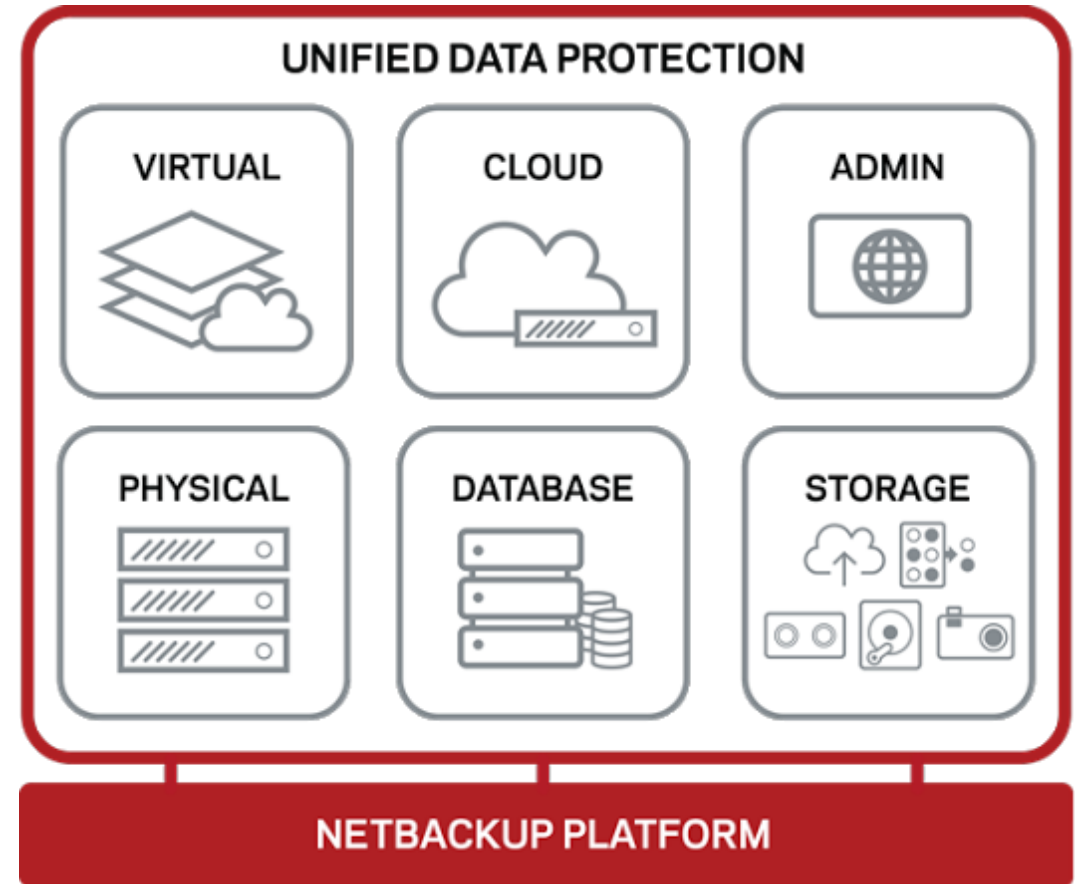 UNIFIED DATA PROTECTION
VIRTUAL
CLOUD
ADMIN
PHYSICAL
DATABASE
STORAGE
NETBACKUP PLATFORM